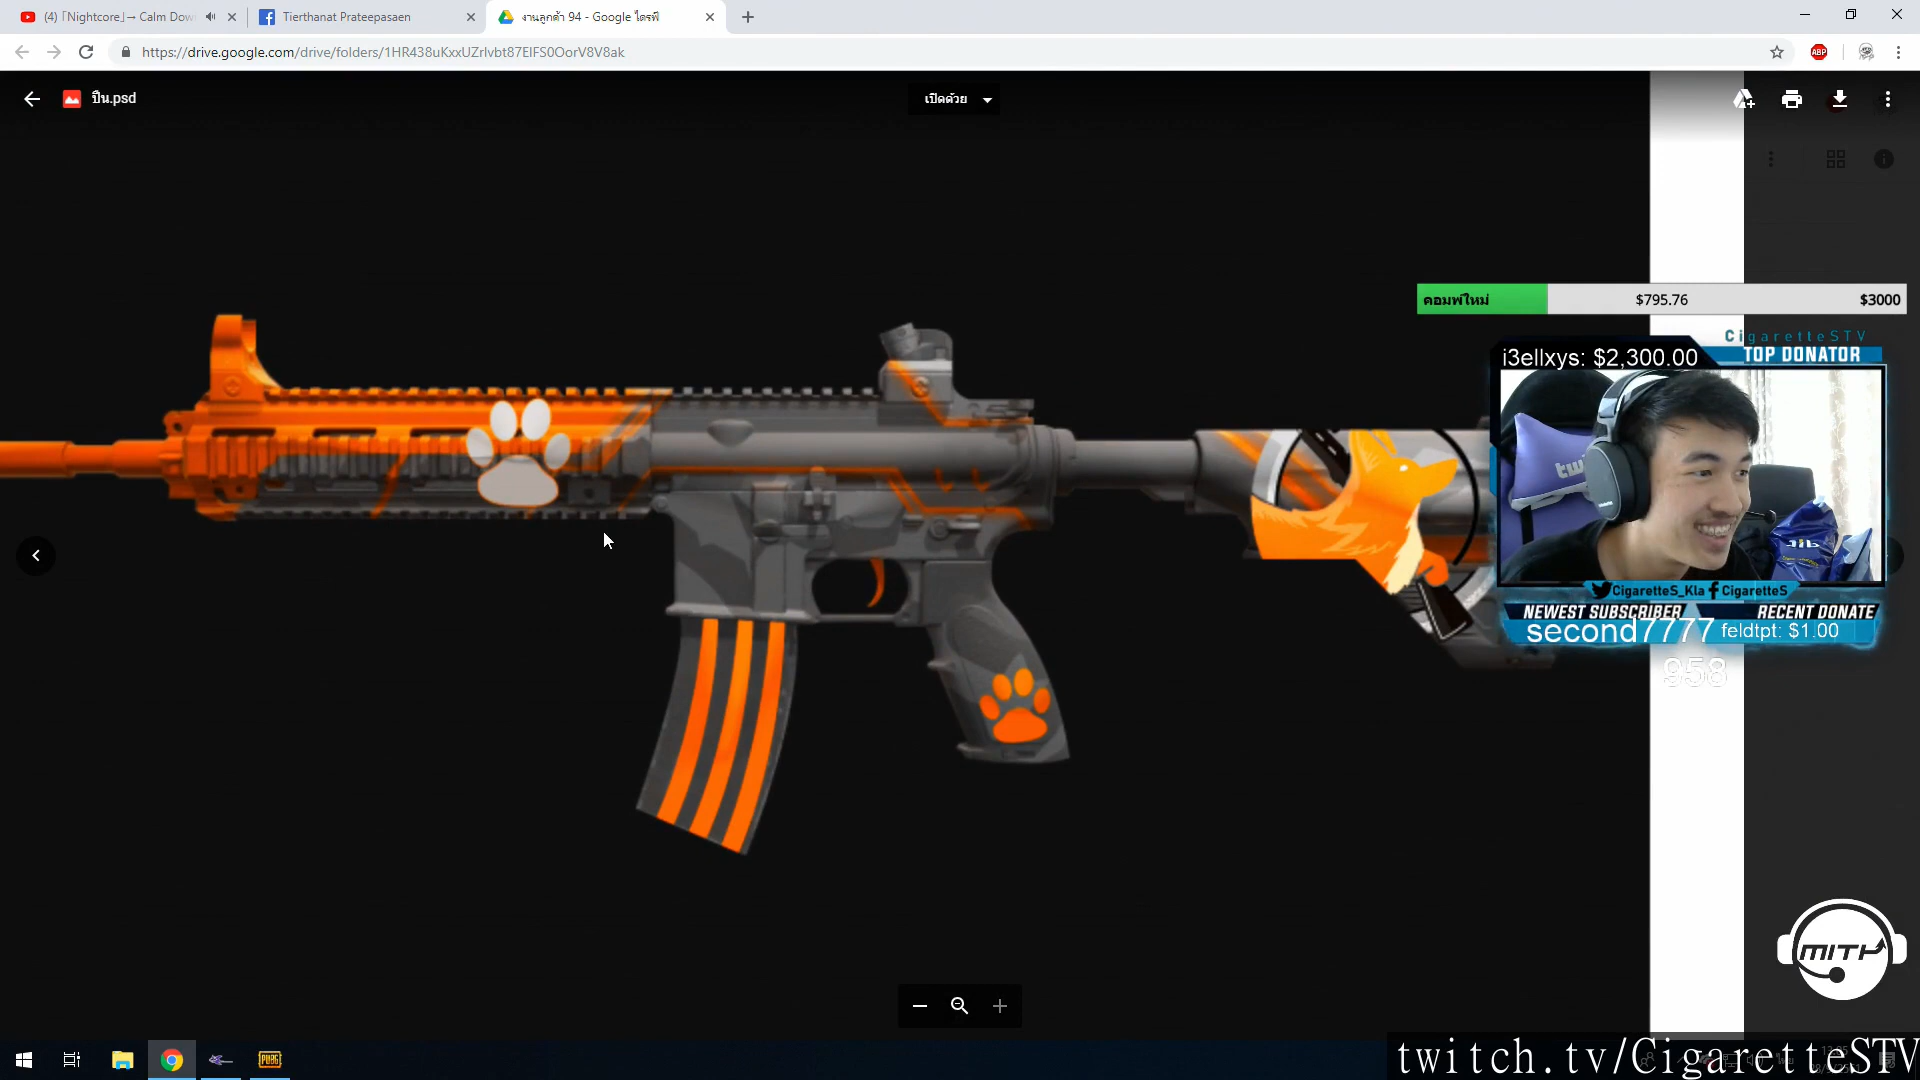 (4) ｢Nightcore｣→ Calm Dow
Tierthanat Prateepasaen
งานลูกค้า 94 - Google ไดรฟ์
https://drive.google.com/drive/folders/1HR438uKxxUZrlvbt87ElFS0OorV8V8ak
ABP
ปืน.psd
เปิดด้วย
คอมพ์ใหม่ $795.76 $3000
CigaretteSTV
i3ellxys: $2,300.00
TOP DONATOR
CigaretteS_Kla CigaretteS
NEWEST SUBSCRIBER RECENT DONATE
second7777 feldtpt: $1.00
958
MITH
PUBG
twitch.tv/CigaretteSTV